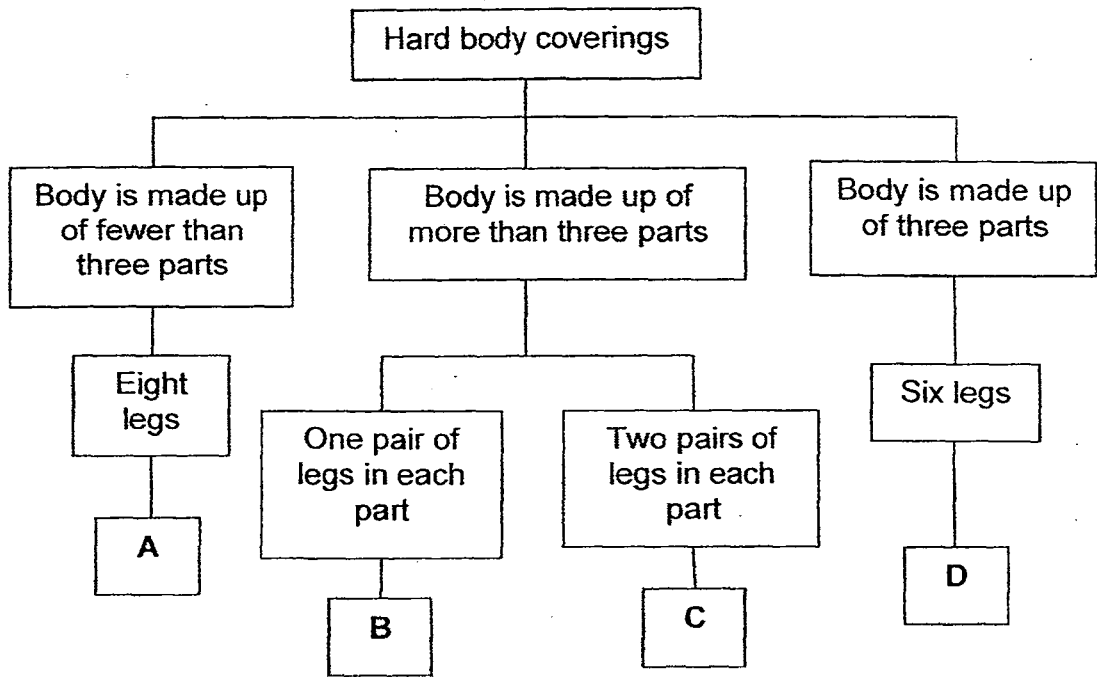 Hard body coverings
Body is made up
of fewer than
three parts
Body is made up of
more than three parts
Body is made up
of three parts
Eight
legs
Six legs
One pair of
legs in each
part
Two pairs of
legs in each
part
A
B
C
D